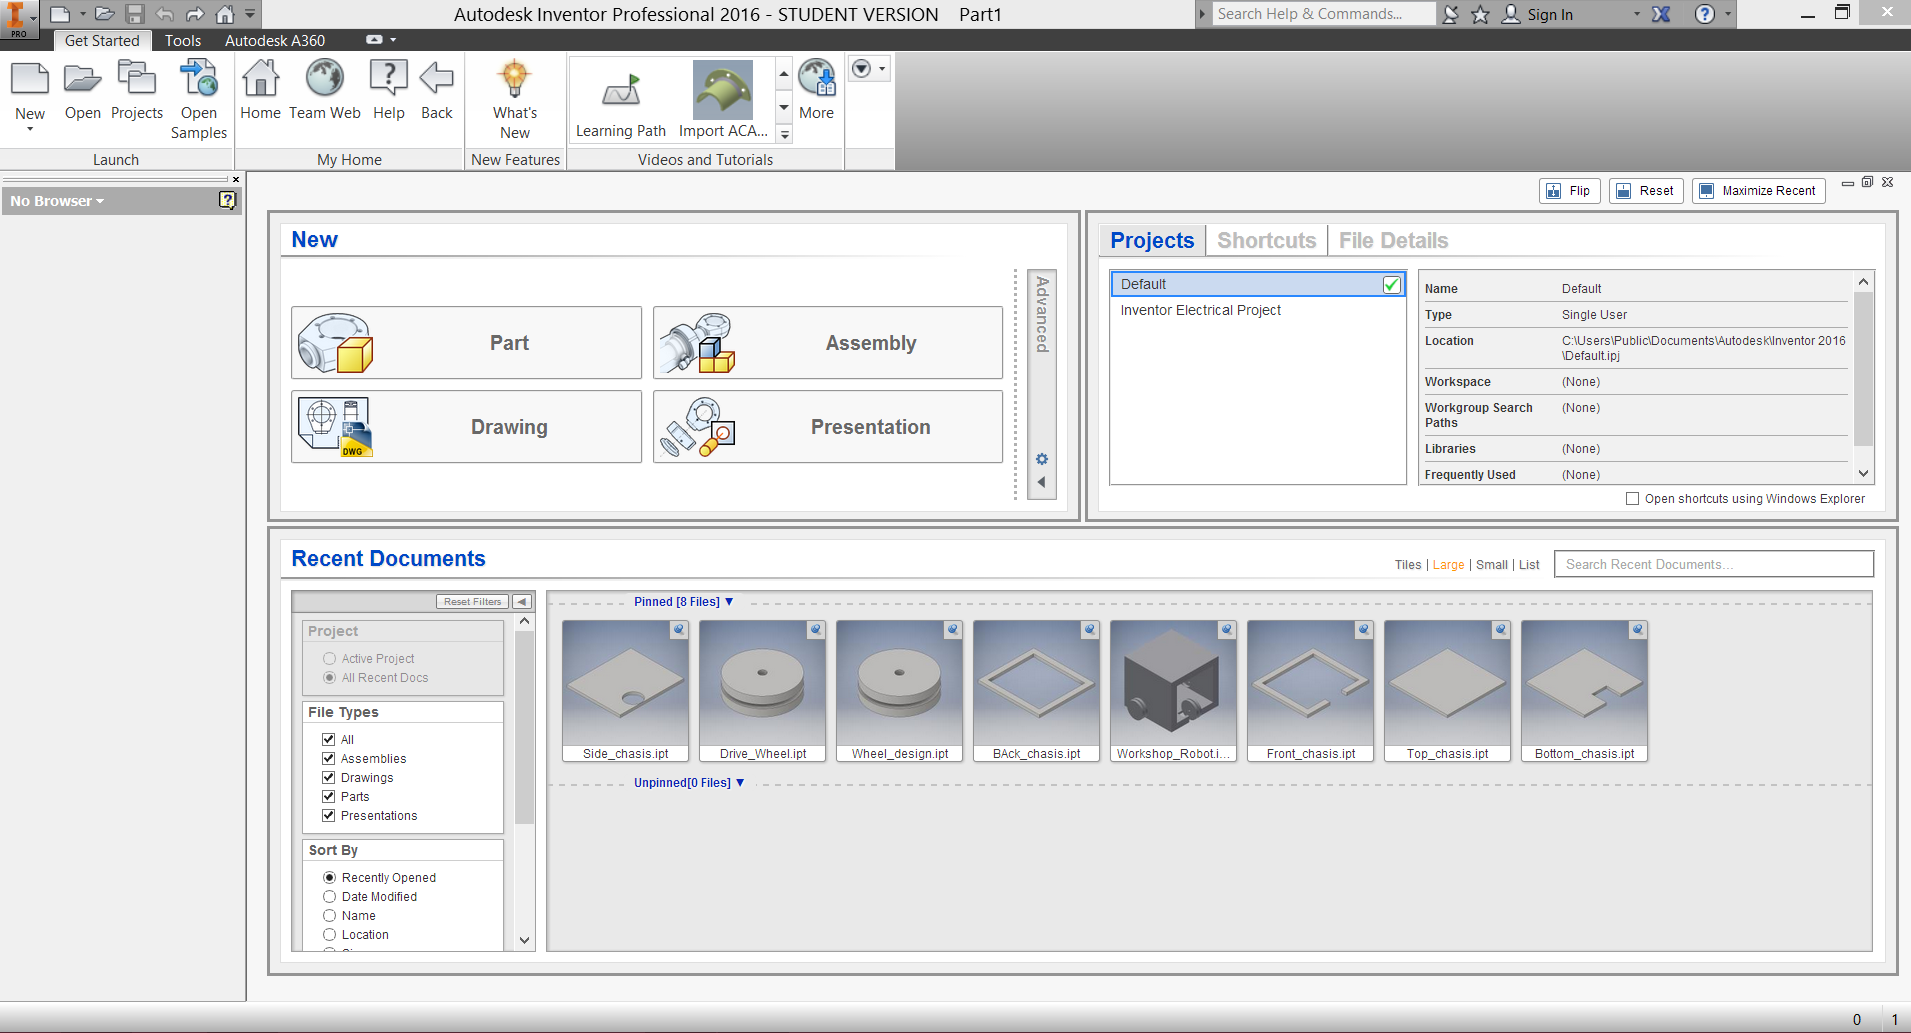 Autodesk Inventor Professional 2016 - STUDENT VERSION Part1
Search Help & Commands...
Sign In
PRO
Get Started Tools Autodesk A360
New Open Projects Open Samples
Home Team Web Help Back
What's New
Learning Path Import ACA... More
Launch My Home New Features Videos and Tutorials
No Browser
Flip Reset Maximize Recent
New
Part Assembly
Drawing Presentation
DWG
Advanced
Projects Shortcuts File Details
Default
Inventor Electrical Project
Name Default
Type Single User
Location C:\Users\Public\Documents\Autodesk\Inventor 2016
\Default.ipj
Workspace (None)
Workgroup Search (None)
Paths
Libraries (None)
Frequently Used (None)
Open shortcuts using Windows Explorer
Recent Documents
Tiles | Large | Small | List
Search Recent Documents...
Reset Filters
Project
Active Project
All Recent Docs
File Types
All
Assemblies
Drawings
Parts
Presentations
Sort By
Recently Opened
Date Modified
Name
Location
Pinned [8 Files]
Side_chasis.ipt Drive_Wheel.ipt Wheel_design.ipt BAck_chasis.ipt Workshop_Robot.i... Front_chasis.ipt Top_chasis.ipt Bottom_chasis.ipt
Unpinned[0 Files]
0 1